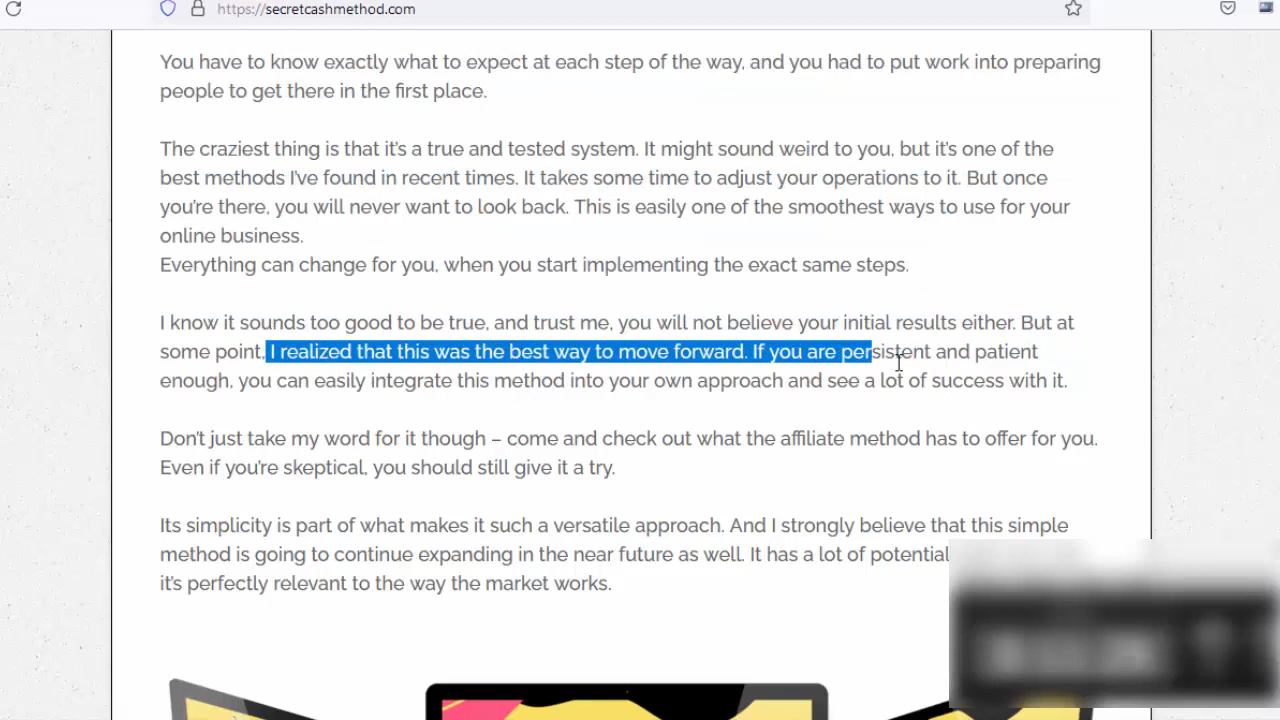 https://secretcashmethod.com
You have to know exactly what to expect at each step of the way, and you had to put work into preparing
people to get there in the first place.
The craziest thing is that it's a true and tested system. It might sound weird to you, but it's one of the
best methods I've found in recent times. It takes some time to adjust your operations to it. But once
you're there, you will never want to look back. This is easily one of the smoothest ways to use for your
online business.
Everything can change for you, when you start implementing the exact same steps.
I know it sounds too good to be true, and trust me, you will not believe your initial results either. But at
some point, I realized that this was the best way to move forward. If you are persistent and patient
enough, you can easily integrate this method into your own approach and see a lot of success with it.
Don't just take my word for it though – come and check out what the affiliate method has to offer for you.
Even if you're skeptical, you should still give it a try.
Its simplicity is part of what makes it such a versatile approach. And I strongly believe that this simple
method is going to continue expanding in the near future as well. It has a lot of potential
it's perfectly relevant to the way the market works.